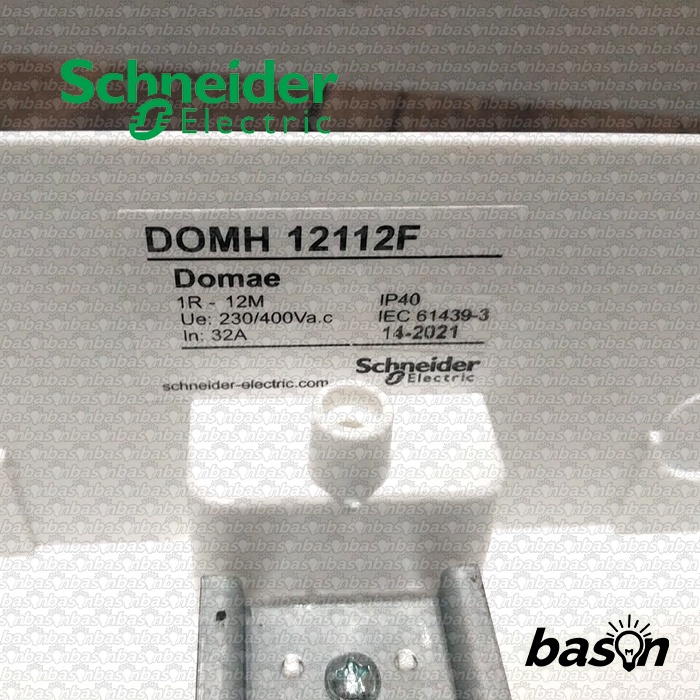 Schneider
Electric
DOMH 12112F
Domae
1R - 12M
IP40
Ue: 230/400Va.c
IEC 61439-3
In: 32A
14-2021
Schneider
Electric
schneider-electric.com
bason